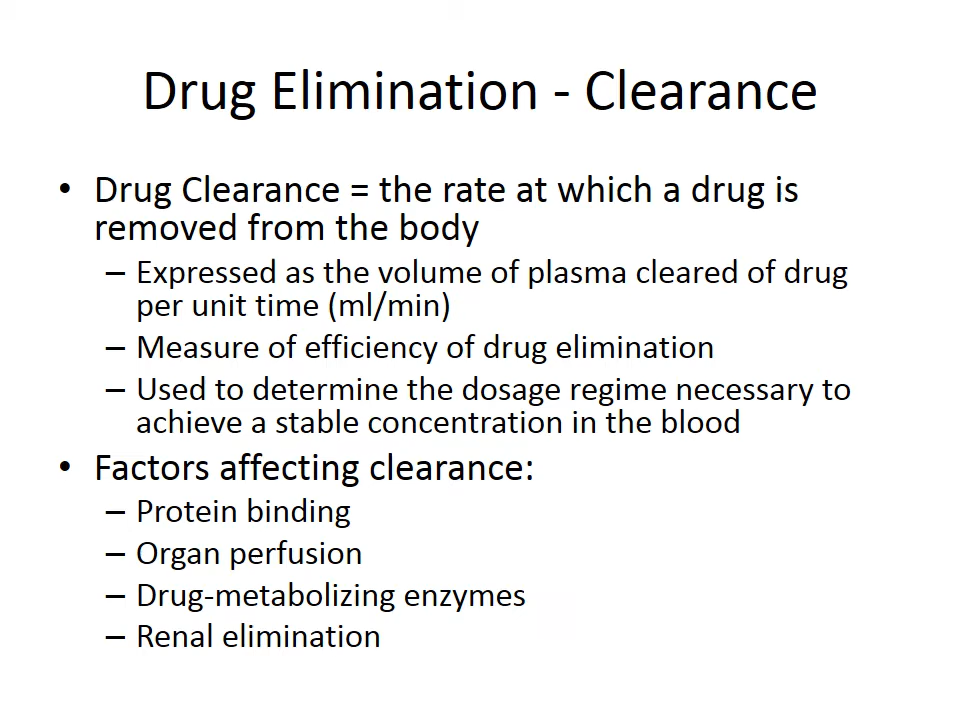 Drug Elimination - Clearance
• Drug Clearance = the rate at which a drug is
removed from the body
– Expressed as the volume of plasma cleared of drug
per unit time (ml/min)
– Measure of efficiency of drug elimination
– Used to determine the dosage regime necessary to
achieve a stable concentration in the blood
• Factors affecting clearance:
– Protein binding
– Organ perfusion
– Drug-metabolizing enzymes
– Renal elimination